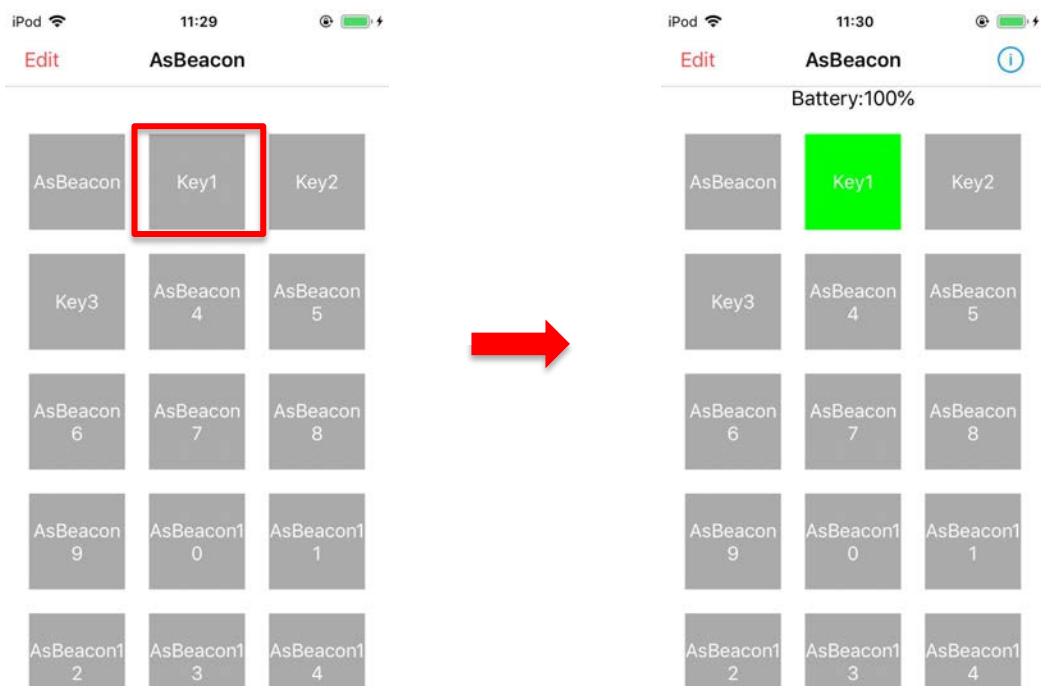 iPod 11:29
Edit AsBeacon
AsBeacon Key1 Key2
Key3 AsBeacon AsBeacon
4 5
AsBeacon AsBeacon AsBeacon
6 7 8
AsBeacon AsBeacon1 AsBeacon1
9 0 1
AsBeacon1 AsBeacon1 AsBeacon1
2 3 4
iPod 11:30
Edit AsBeacon i
Battery:100%
AsBeacon Key1 Key2
Key3 AsBeacon AsBeacon
4 5
AsBeacon AsBeacon AsBeacon
6 7 8
AsBeacon AsBeacon1 AsBeacon1
9 0 1
AsBeacon1 AsBeacon1 AsBeacon1
2 3 4